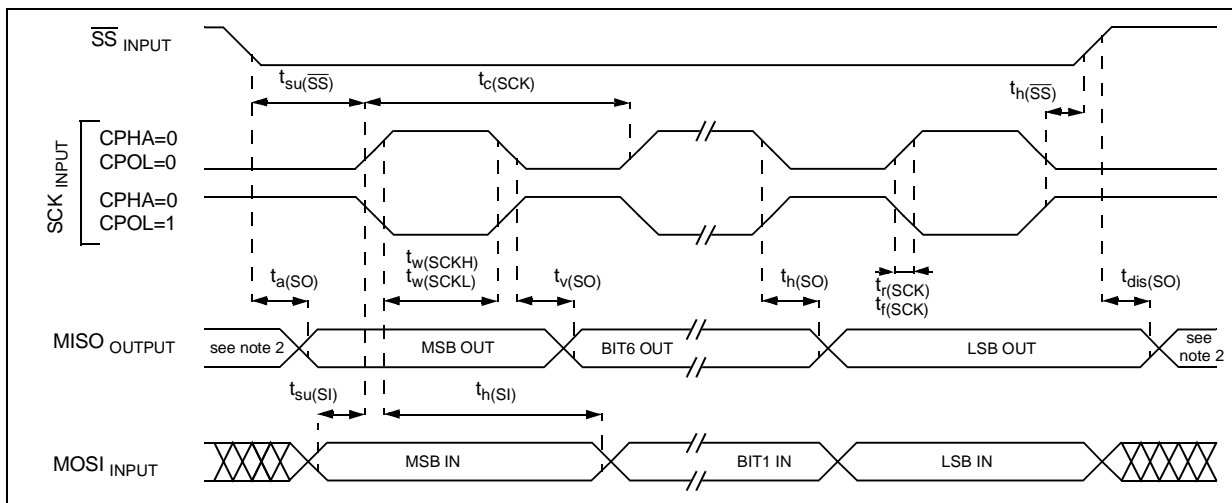 SS INPUT
tsu(SS)
tc(SCK)
th(SS)
SCK INPUT
CPHA=0
CPOL=0
CPHA=0
CPOL=1
ta(SO)
tw(SCKH)
tw(SCKL)
tv(SO)
th(SO)
tr(SCK)
tf(SCK)
tdis(SO)
MISO OUTPUT
see note 2
MSB OUT
BIT6 OUT
LSB OUT
see
note 2
tsu(SI)
th(SI)
MOSI INPUT
MSB IN
BIT1 IN
LSB IN